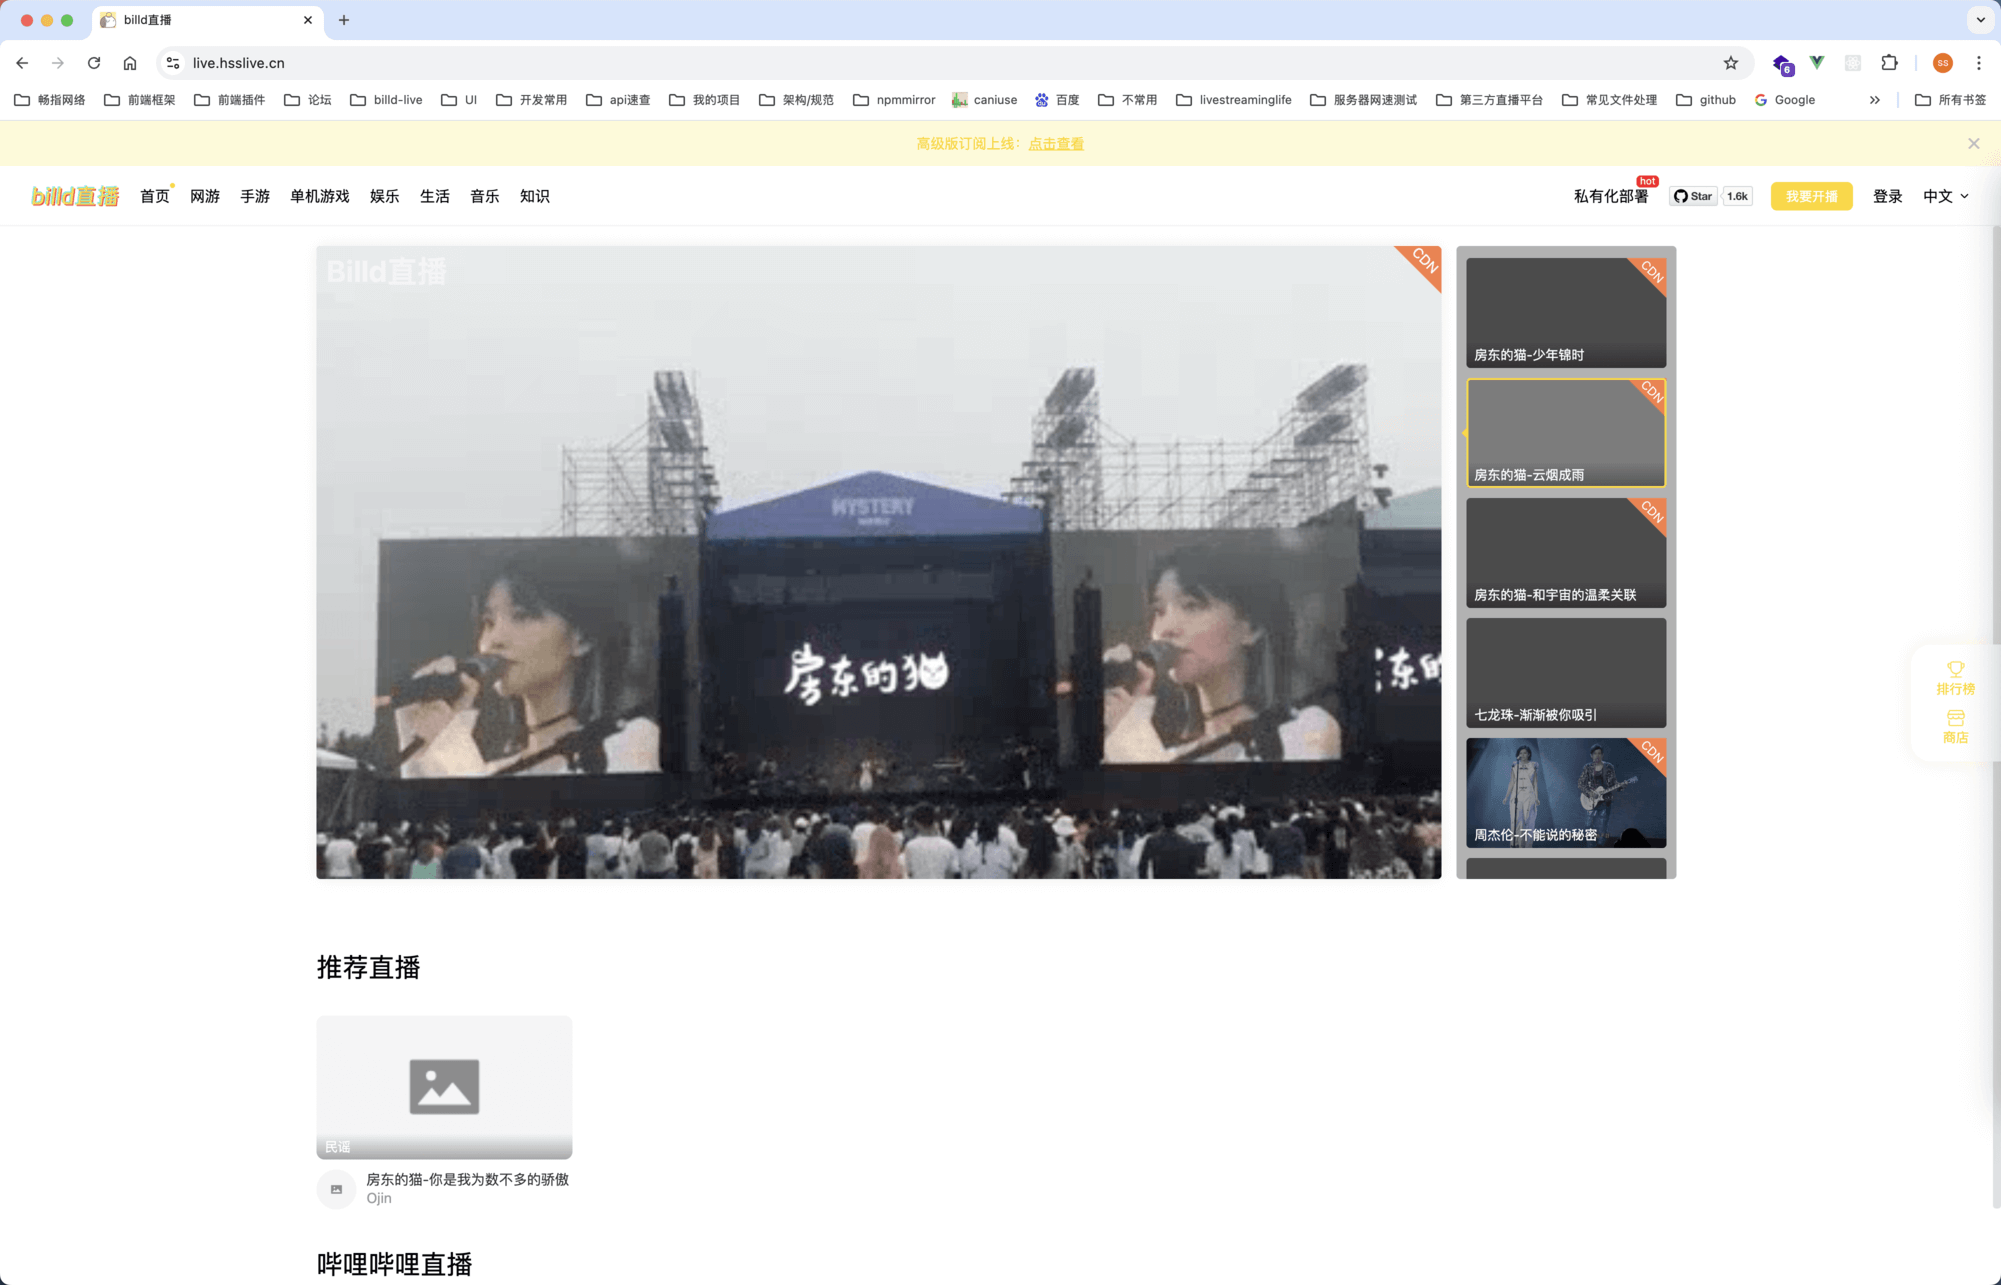 billd直播
live.hsslive.cn
6
ss
畅指网络 前端框架 前端插件 论坛 billd-live UI 开发常用 api速查 我的项目 架构/规范 npmmirror caniuse 百度 不常用 livestreaminglife 服务器网速测试 第三方直播平台 常见文件处理 github Google 所有书签
高级版订阅上线：点击查看
billd直播 首页 网游 手游 单机游戏 娱乐 生活 音乐 知识 私有化部署 hot Star 1.6k 我要开播 登录 中文
Billd直播
CDN
MYSTERY
房东的猫
东的
CDN
房东的猫-少年锦时
CDN
房东的猫-云烟成雨
CDN
房东的猫-和宇宙的温柔关联
七龙珠-渐渐被你吸引
CDN
周杰伦-不能说的秘密
排行榜
商店
推荐直播
民谣
房东的猫-你是我为数不多的骄傲
Ojin
哔哩哔哩直播